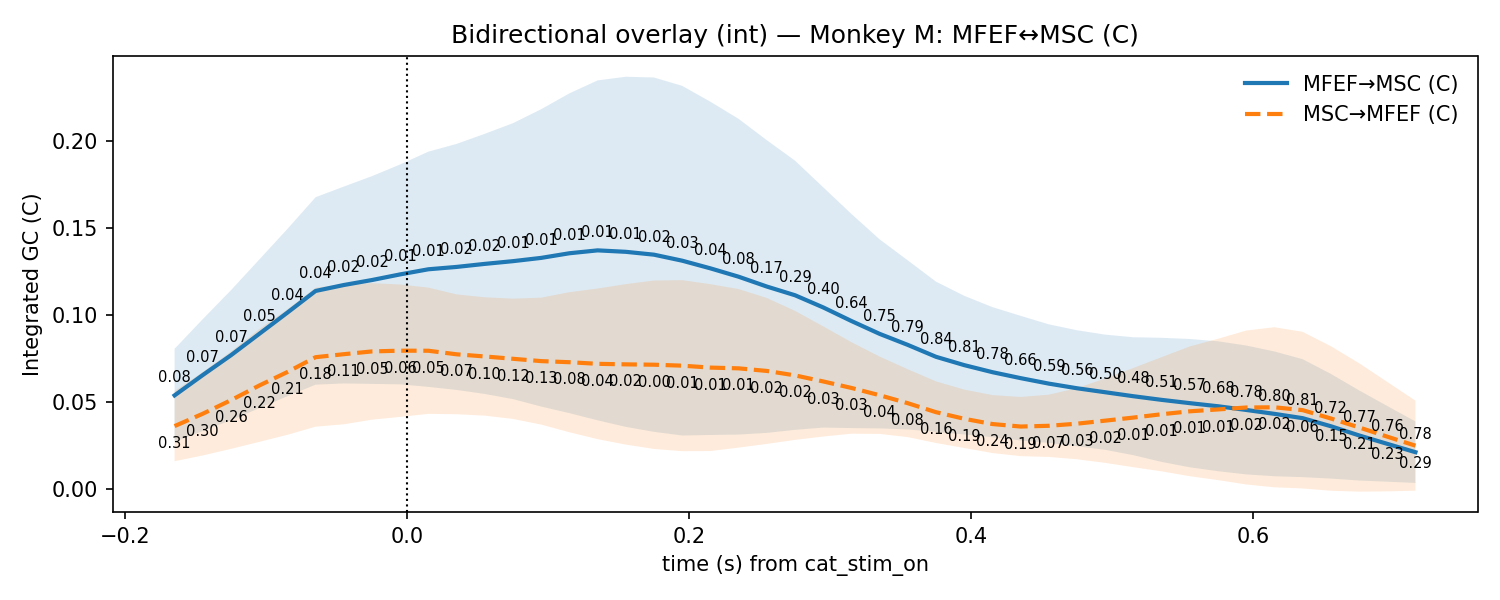 Bidirectional overlay (int) — Monkey M: MFEF↔MSC (C)
MFEF→MSC (C)
MSC→MFEF (C)
Integrated GC (C)
0.20
0.15
0.10
0.05
0.00
0.08 0.07 0.07 0.05 0.04 0.04 0.02 0.02 0.01 0.01 0.02 0.02 0.01 0.01 0.01 0.01 0.01 0.02 0.03 0.04 0.08 0.17 0.29 0.40 0.64 0.75 0.79 0.84 0.81 0.78 0.66 0.59 0.56 0.50 0.48 0.51 0.57 0.68 0.78 0.80 0.81 0.72 0.77 0.76 0.78
0.31 0.30 0.26 0.22 0.21 0.18 0.11 0.05 0.06 0.05 0.07 0.10 0.12 0.13 0.08 0.04 0.02 0.00 0.01 0.01 0.01 0.02 0.02 0.03 0.03 0.04 0.08 0.16 0.19 0.24 0.19 0.07 0.03 0.02 0.01 0.01 0.01 0.01 0.02 0.02 0.06 0.15 0.21 0.23 0.29
−0.2 0.0 0.2 0.4 0.6
time (s) from cat_stim_on